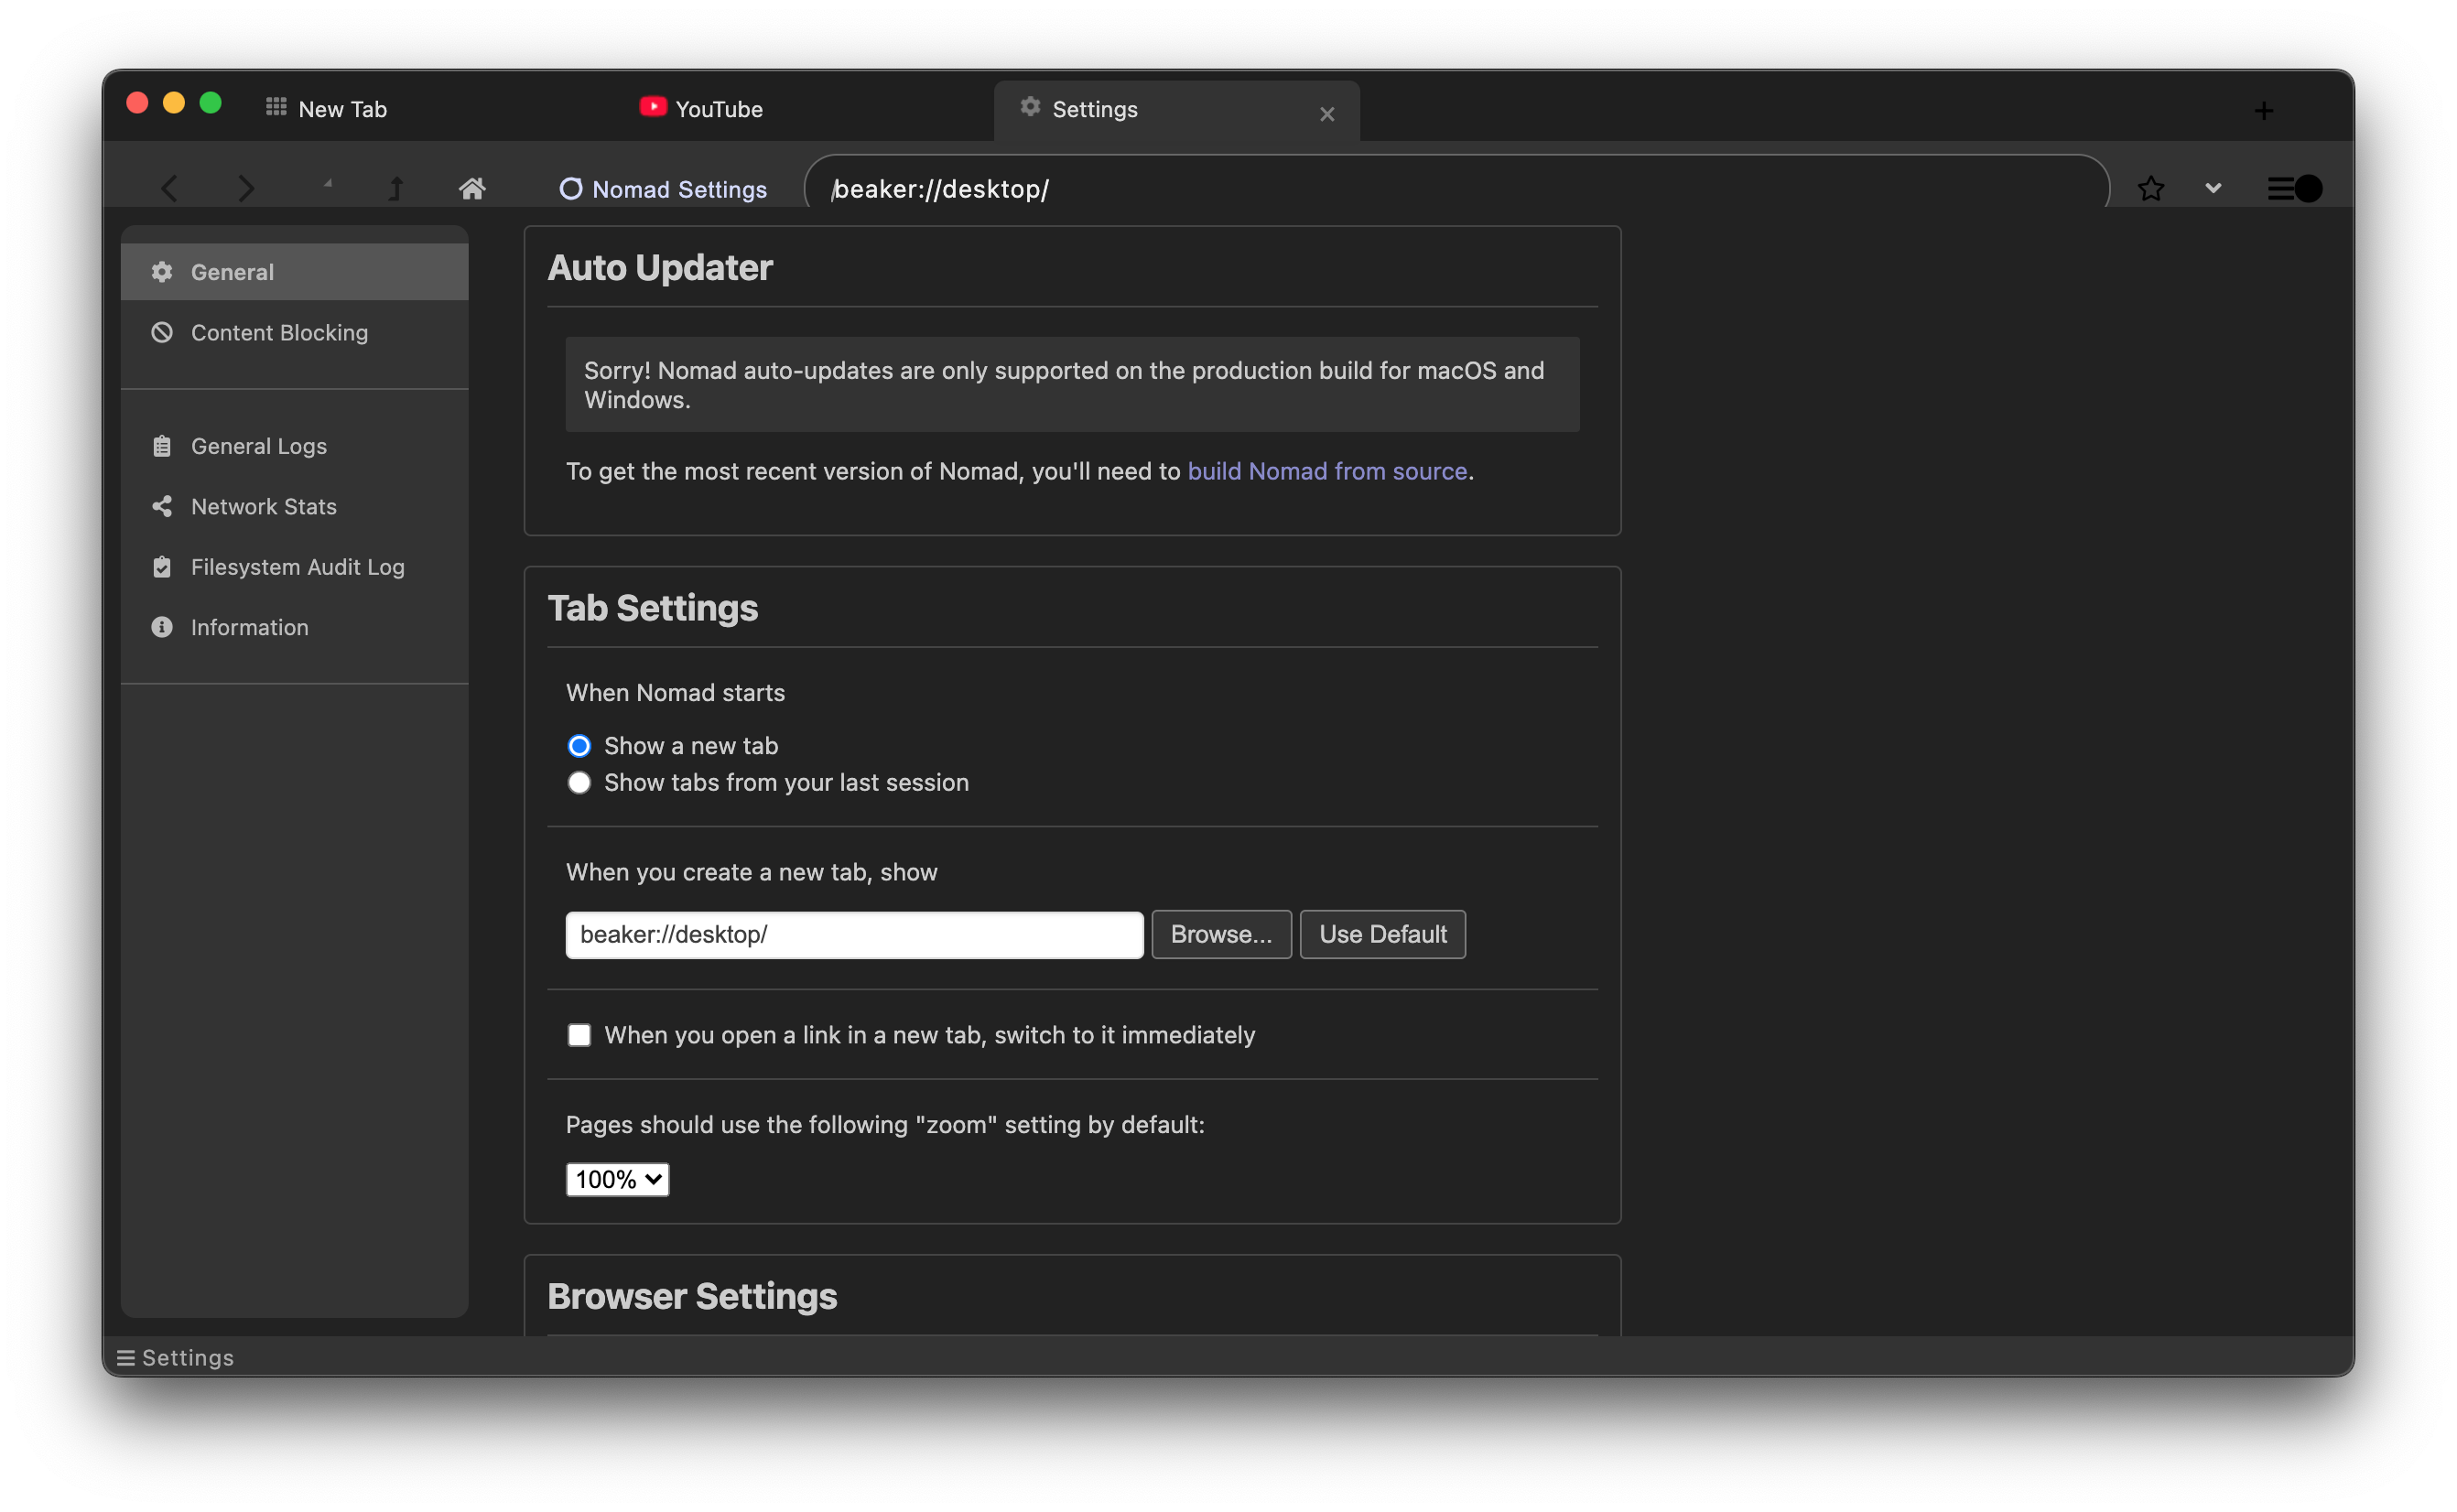 New Tab
YouTube
Settings
Nomad Settings
/beaker://desktop/
General
Content Blocking
General Logs
Network Stats
Filesystem Audit Log
Information
Auto Updater
Sorry! Nomad auto-updates are only supported on the production build for macOS and
Windows.
To get the most recent version of Nomad, you'll need to build Nomad from source.
Tab Settings
When Nomad starts
Show a new tab
Show tabs from your last session
When you create a new tab, show
beaker://desktop/
Browse...
Use Default
When you open a link in a new tab, switch to it immediately
Pages should use the following "zoom" setting by default:
100%
Browser Settings
Settings